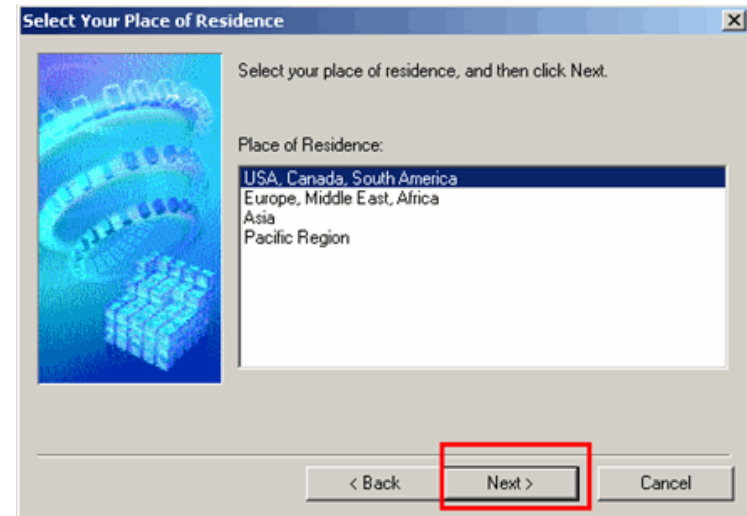 Select Your Place of Residence
Select your place of residence, and then click Next.
Place of Residence:
USA, Canada, South America
Europe, Middle East, Africa
Asia
Pacific Region
< Back
Next >
Cancel